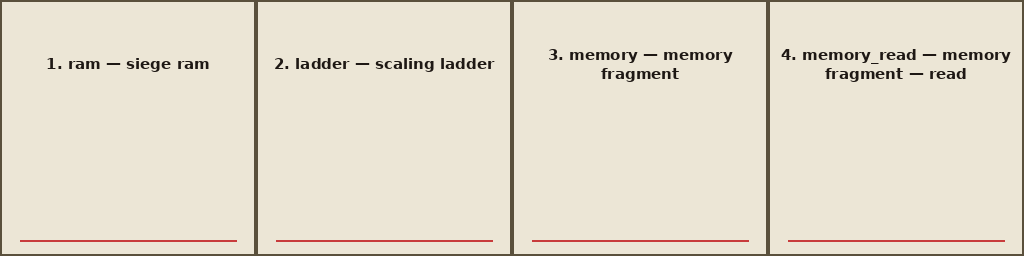 1. ram — siege ram
2. ladder — scaling ladder
3. memory — memory
fragment
4. memory_read — memory
fragment — read